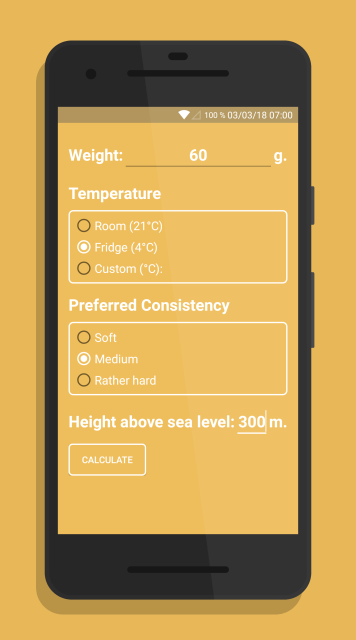 100 % 03/03/18 07:00
Weight: 60 g.
Temperature
Room (21°C)
Fridge (4°C)
Custom (°C):
Preferred Consistency
Soft
Medium
Rather hard
Height above sea level: 300 m.
CALCULATE